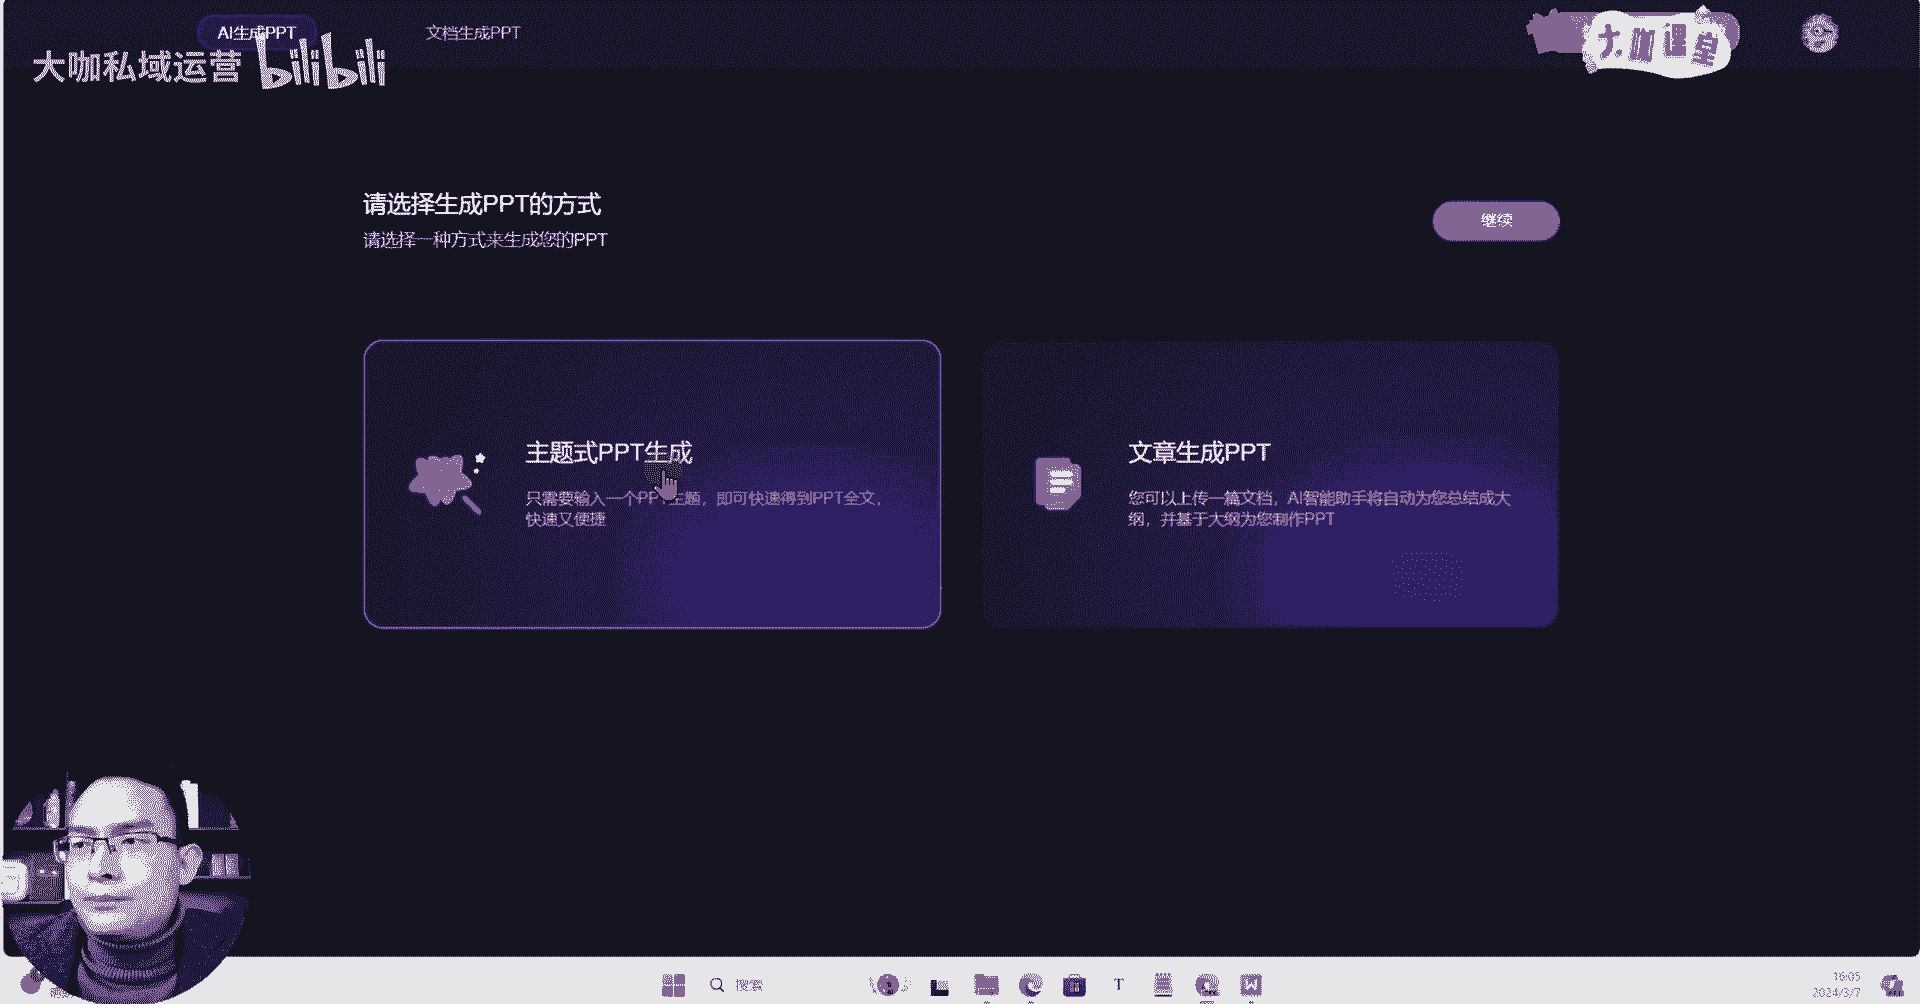 AI生成PPT
文档生成PPT
大咖私域运营 bilibili
大咖课堂
请选择生成PPT的方式
请选择一种方式来生成您的PPT
继续
主题式PPT生成
只需要输入一个PPT主题，即可快速得到PPT全文，
快速又便捷
文章生成PPT
您可以上传一篇文档，AI智能助手将自动为您总结成大
纲，并基于大纲为您制作PPT
搜索
16:05
2024/3/7